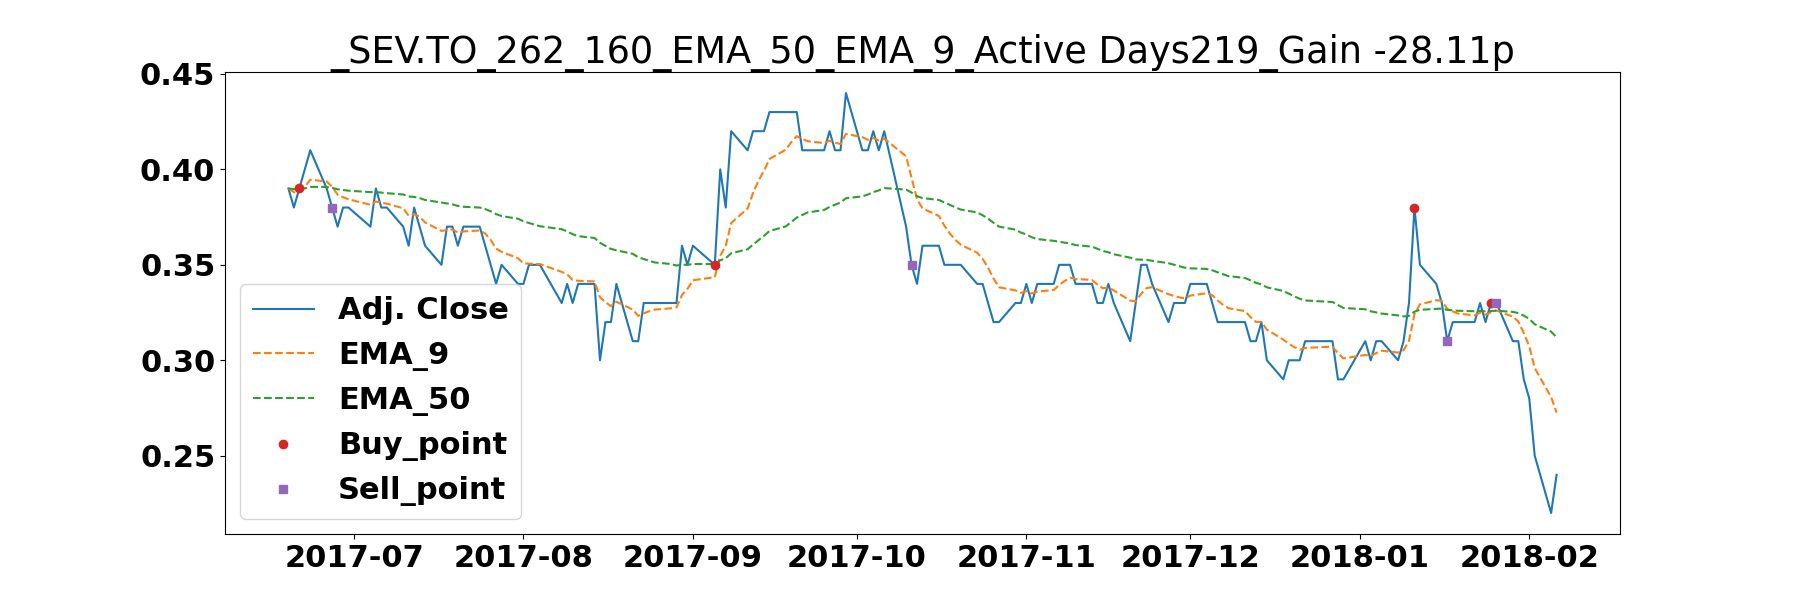 _SEV.TO_262_160_EMA_50_EMA_9_Active Days219_Gain -28.11p
0.45
0.40
0.35
0.30
0.25
Adj. Close
EMA_9
EMA_50
Buy_point
Sell_point
2017-07 2017-08 2017-09 2017-10 2017-11 2017-12 2018-01 2018-02